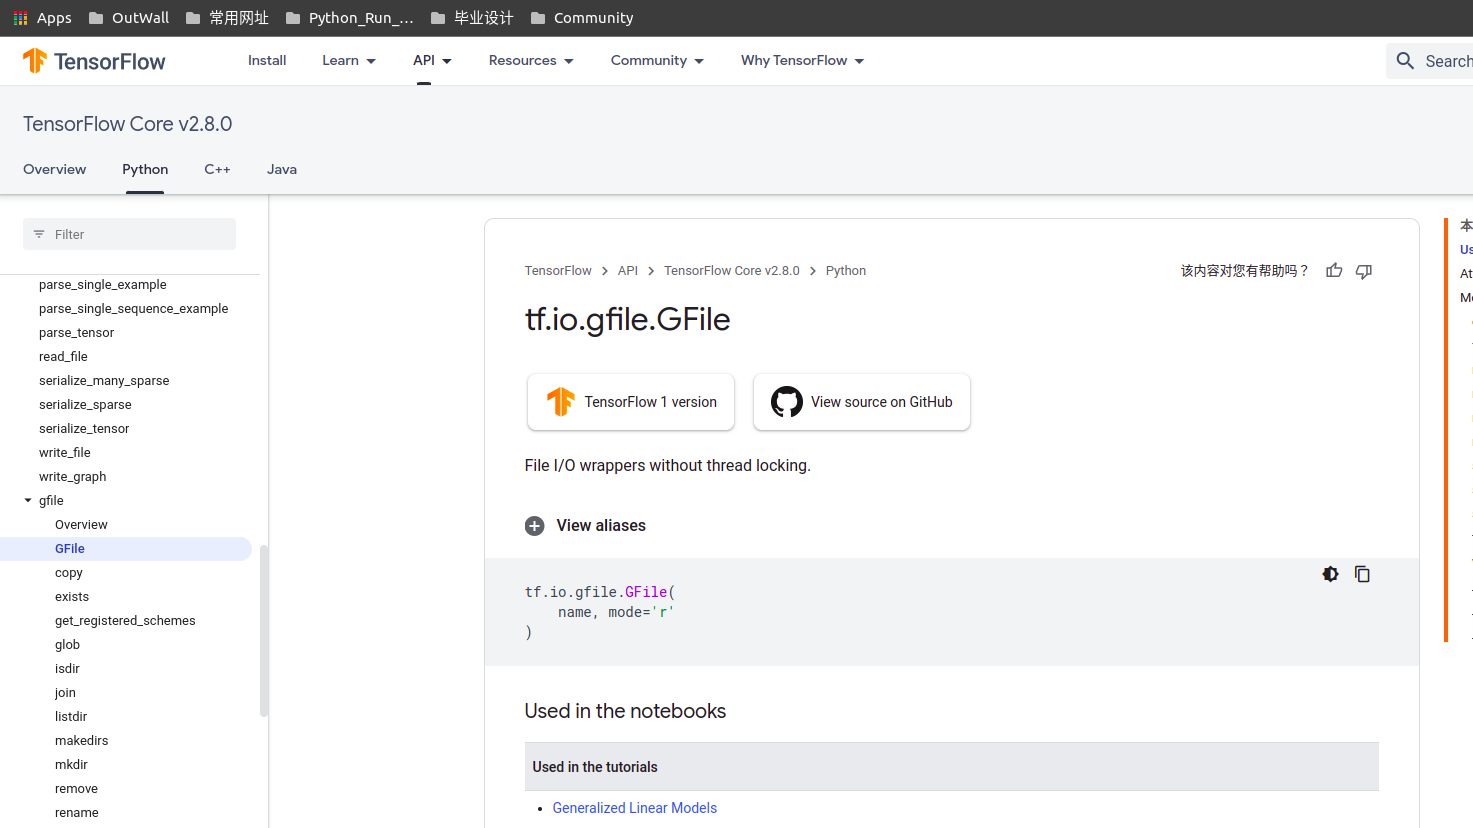 Apps OutWall 常用网址 Python_Run_... 毕业设计 Community
TensorFlow Install Learn API Resources Community Why TensorFlow Search
TensorFlow Core v2.8.0
Overview Python C++ Java
Filter
parse_single_example
parse_single_sequence_example
parse_tensor
read_file
serialize_many_sparse
serialize_sparse
serialize_tensor
write_file
write_graph
gfile
Overview
GFile
copy
exists
get_registered_schemes
glob
isdir
join
listdir
makedirs
mkdir
remove
rename
TensorFlow > API > TensorFlow Core v2.8.0 > Python 该内容对您有帮助吗？
tf.io.gfile.GFile
TensorFlow 1 version View source on GitHub
File I/O wrappers without thread locking.
View aliases
tf.io.gfile.GFile(
    name, mode='r'
)
Used in the notebooks
Used in the tutorials
• Generalized Linear Models
本
Us
At